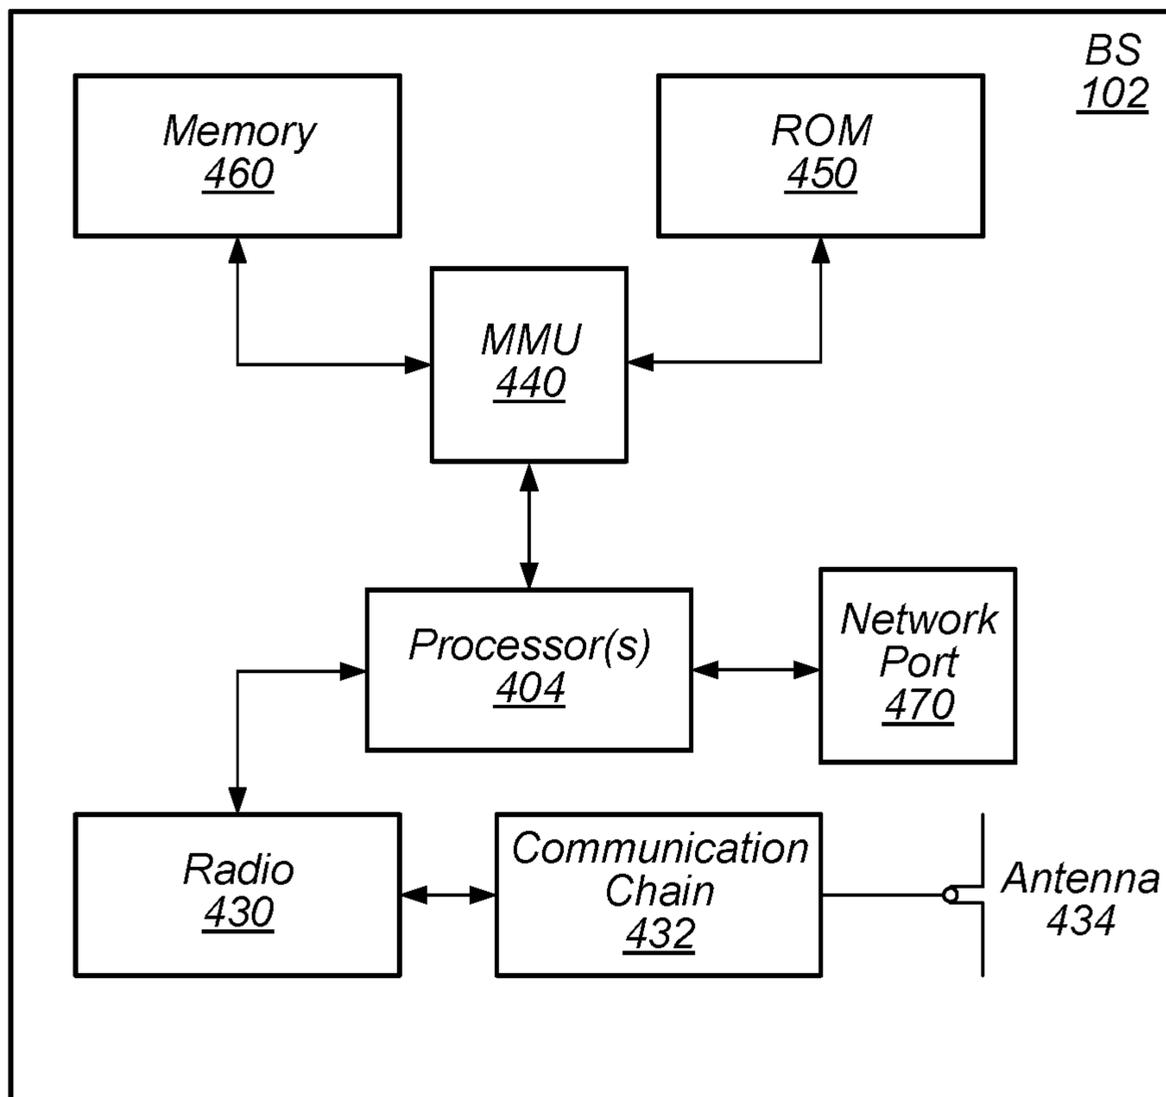 BS
102
Memory
460
ROM
450
MMU
440
Processor(s)
404
Network
Port
470
Radio
430
Communication
Chain
432
Antenna
434